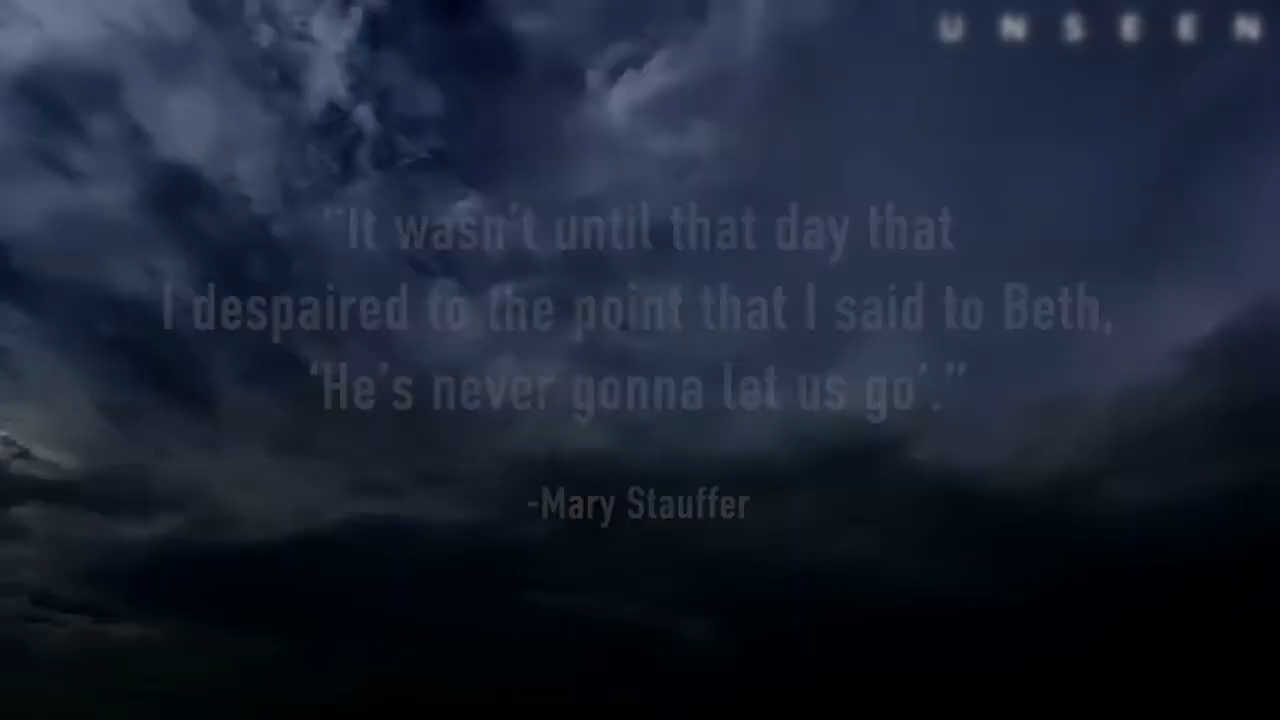 UNSEEN
"It wasn't until that day that
I despaired to the point that I said to Beth,
'He's never gonna let us go'."
-Mary Stauffer